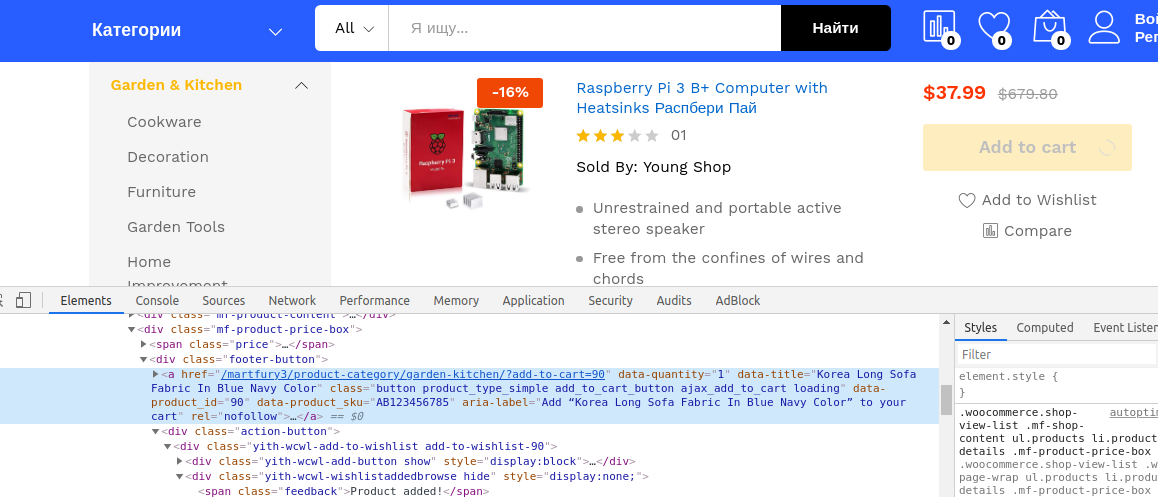 Категории
All
Я ищу...
Найти
0
0
0
Garden & Kitchen
Cookware
Decoration
Furniture
Garden Tools
Home
Improvement
-16%
Raspberry Pi 3
Raspberry Pi 3 B+ Computer with
Heatsinks Распбери Пай
01
Sold By: Young Shop
Unrestrained and portable active
stereo speaker
Free from the confines of wires and
chords
$37.99 $679.80
Add to cart
Add to Wishlist
Compare
Elements Console Sources Network Performance Memory Application Security Audits AdBlock
<div class="mf-product-content">…</div>
<div class="mf-product-price-box">
<span class="price">…</span>
<div class="footer-button">
<a href="/martfury3/product-category/garden-kitchen/?add-to-cart=90" data-quantity="1" data-title="Korea Long Sofa
Fabric In Blue Navy Color" class="button product_type_simple add_to_cart_button ajax_add_to_cart loading" data-
product_id="90" data-product_sku="AB123456785" aria-label="Add “Korea Long Sofa Fabric In Blue Navy Color” to your
cart" rel="nofollow">…</a> == $0
<div class="action-button">
<div class="yith-wcwl-add-to-wishlist add-to-wishlist-90">
<div class="yith-wcwl-add-button show" style="display:block">…</div>
<div class="yith-wcwl-wishlistaddedbrowse hide" style="display:none;">
<span class="feedback">Product added!</span>
Styles Computed Event Listen
Filter
element.style {
}
.woocommerce.shop- autoptim
view-list .mf-shop-
content ul.products li.product
details .mf-product-price-box
.woocommerce.shop-view-list .w
page-wrap ul.products li.produ
details .mf-product-price-box